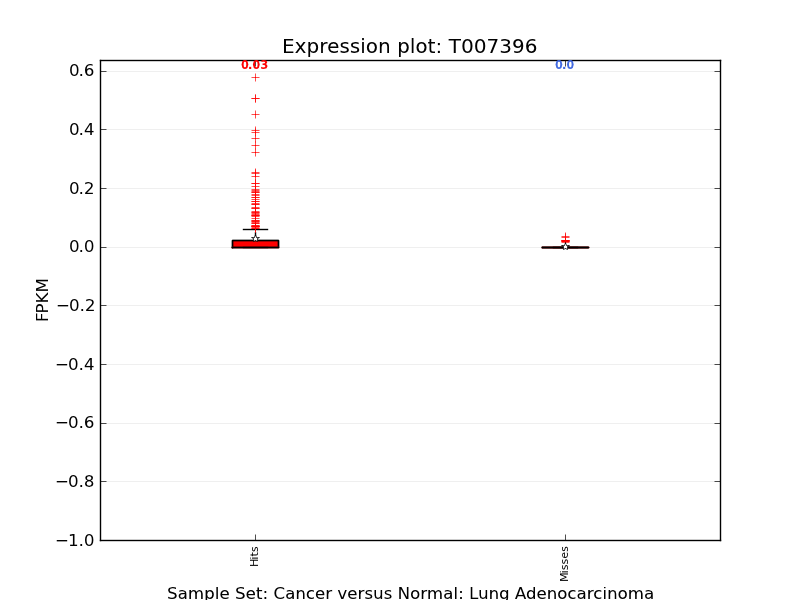 Expression plot: T007396
0.03 0.0
0.6
0.4
0.2
0.0
−0.2
−0.4
−0.6
−0.8
−1.0
FPKM
Hits
Misses
Sample Set: Cancer versus Normal: Lung Adenocarcinoma